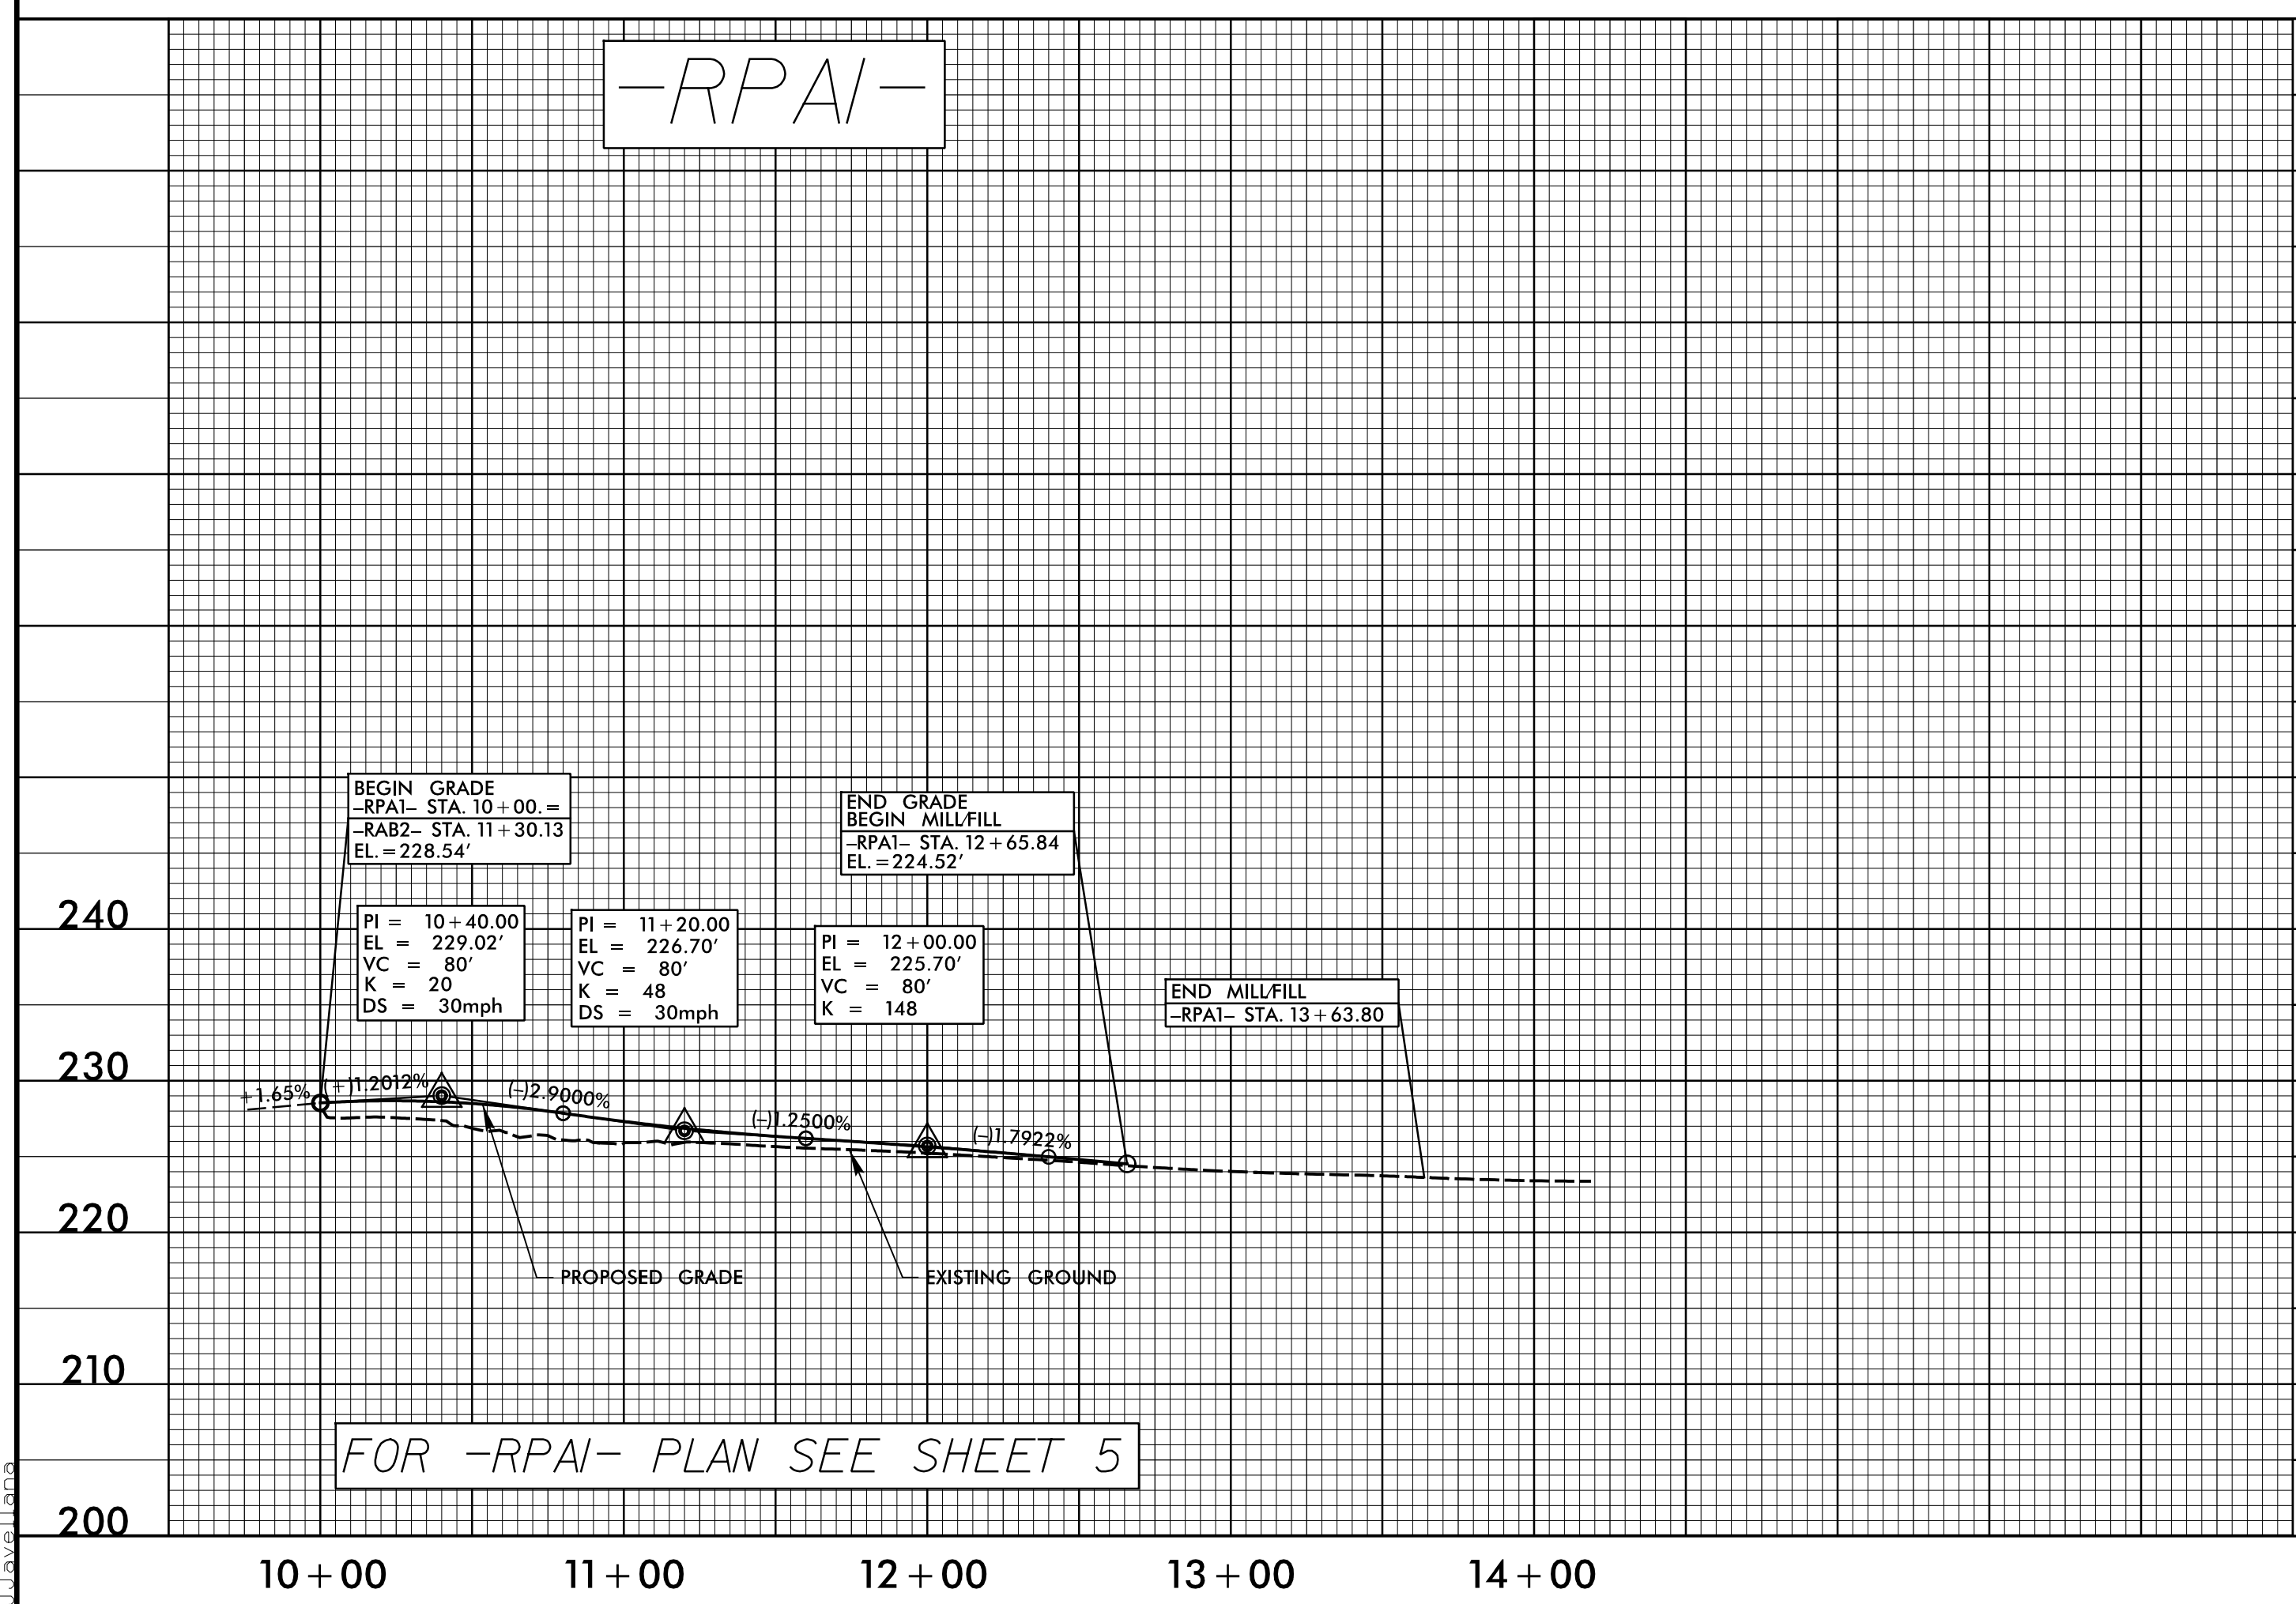 -RPA1-
BEGIN GRADE
-RPA1- STA. 10+00. =
-RAB2- STA. 11+30.13
EL. = 228.54'
END GRADE
BEGIN MILL/FILL
-RPA1- STA. 12+65.84
EL. = 224.52'
PI = 10+40.00
EL = 229.02'
VC = 80'
K = 20
DS = 30mph
PI = 11+20.00
EL = 226.70'
VC = 80'
K = 48
DS = 30mph
PI = 12+00.00
EL = 225.70'
VC = 80'
K = 148
END MILL/FILL
-RPA1- STA. 13+63.80
+1.65%
(+)1.2012%
(-)2.9000%
(-)1.2500%
(-)1.7922%
PROPOSED GRADE
EXISTING GROUND
240
230
220
210
200
FOR -RPA1- PLAN SEE SHEET 5
10+00
11+00
12+00
13+00
14+00